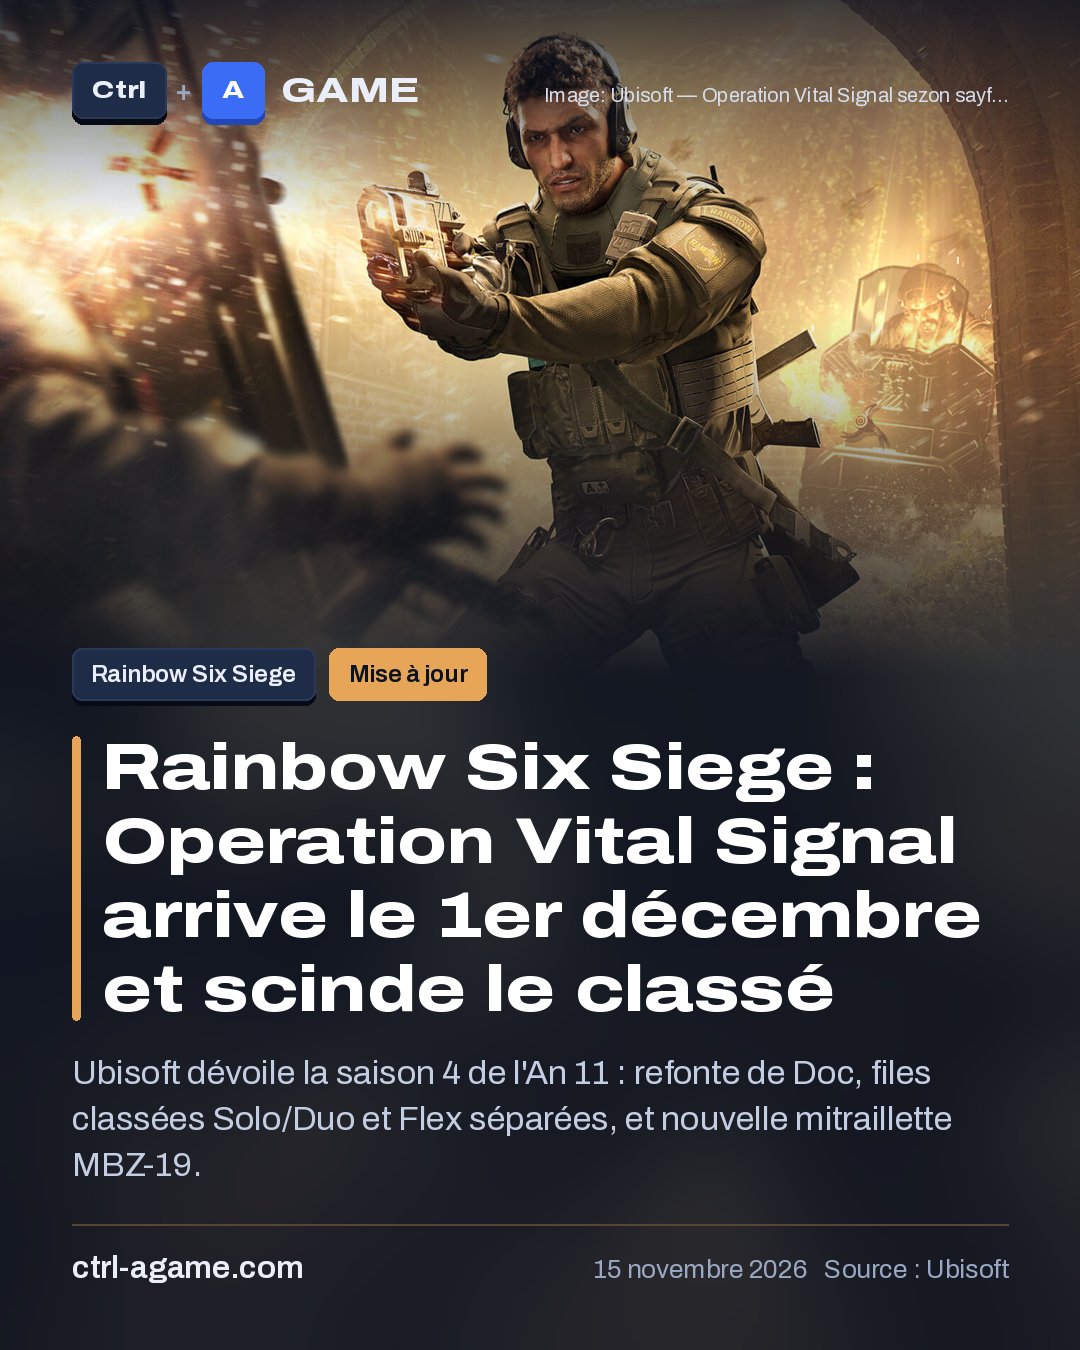 Ctrl + A GAME
Image: Ubisoft — Operation Vital Signal sezon sayf...
RAINBOW
A+
Rainbow Six Siege
Mise à jour
Rainbow Six Siege :
Operation Vital Signal
arrive le 1er décembre
et scinde le classé
Ubisoft dévoile la saison 4 de l'An 11 : refonte de Doc, files
classées Solo/Duo et Flex séparées, et nouvelle mitraillette
MBZ-19.
ctrl-agame.com
15 novembre 2026 Source : Ubisoft